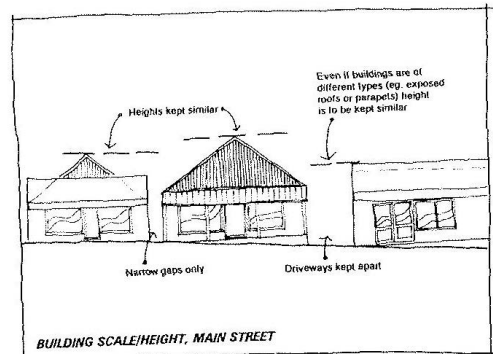 Even if buildings are of
different types (eg. exposed
roofs or parapets) height
is to be kept similar
Heights kept similar
Narrow gaps only
Driveways kept apart
BUILDING SCALE/HEIGHT, MAIN STREET